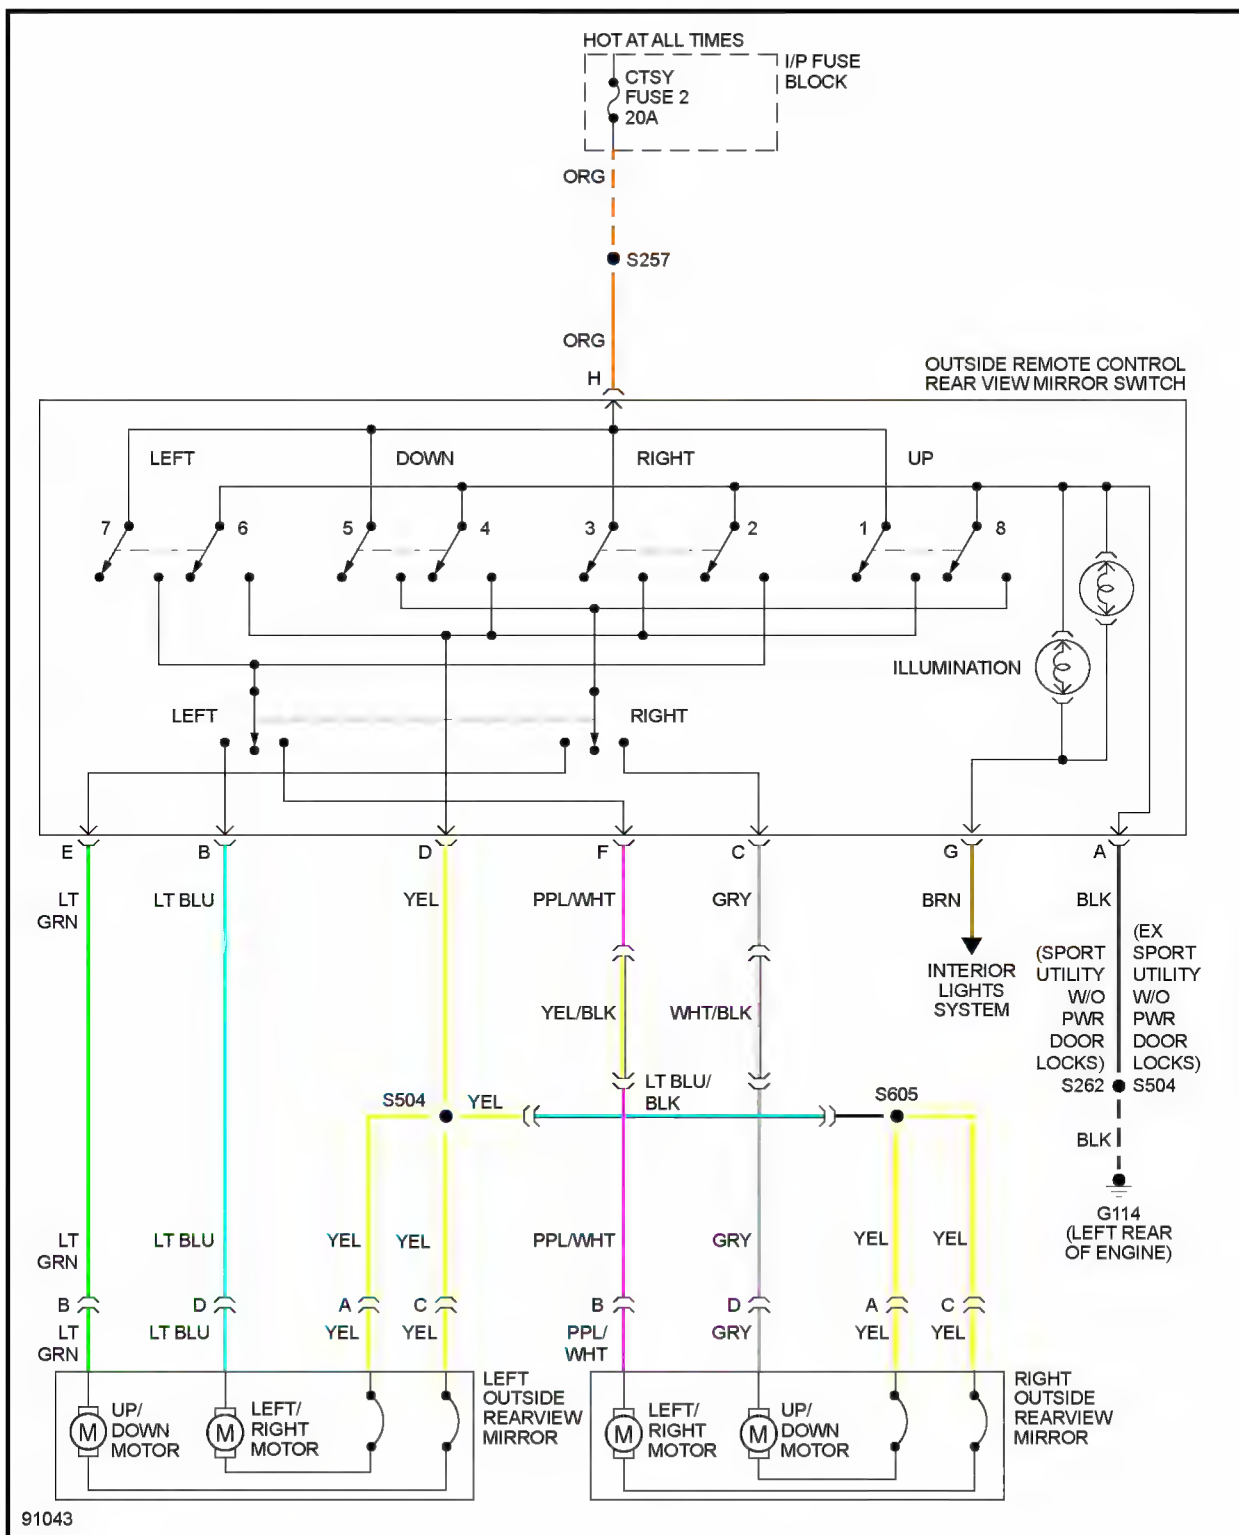 HOT AT ALL TIMES
I/P FUSE
BLOCK
CTSY
FUSE 2
20A
ORG
S257
ORG
H
OUTSIDE REMOTE CONTROL
REAR VIEW MIRROR SWITCH
LEFT DOWN RIGHT UP
7 6 5 4 3 2 1 8
ILLUMINATION
LEFT RIGHT
E B D F C G A
LT
GRN
LT BLU
YEL
PPL/WHT
GRY
BRN
BLK
INTERIOR
LIGHTS
SYSTEM
(SPORT
UTILITY
W/O
PWR
DOOR
LOCKS)
S262
(EX
SPORT
UTILITY
W/O
PWR
DOOR
LOCKS)
S504
YEL/BLK
WHT/BLK
S504
YEL
LT BLU/
BLK
S605
BLK
G114
(LEFT REAR
OF ENGINE)
LT
GRN
LT BLU
YEL
YEL
PPL/WHT
GRY
YEL
YEL
B D A C B D A C
LT
GRN
LT BLU
YEL
YEL
PPL/
WHT
GRY
YEL
YEL
M
UP/
DOWN
MOTOR
M
LEFT/
RIGHT
MOTOR
LEFT
OUTSIDE
REARVIEW
MIRROR
M
LEFT/
RIGHT
MOTOR
M
UP/
DOWN
MOTOR
RIGHT
OUTSIDE
REARVIEW
MIRROR
91043